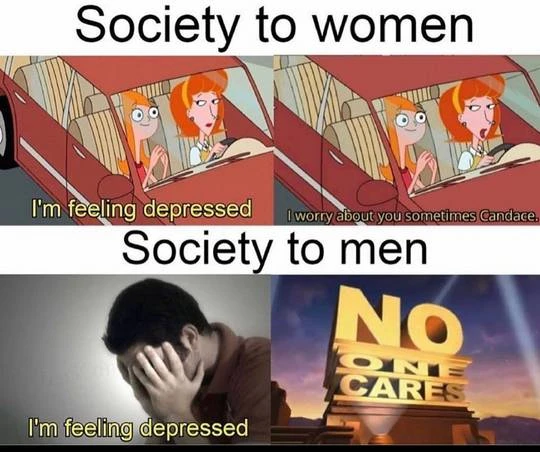 Society to women
I'm feeling depressed
I worry about you sometimes Candace.
Society to men
I'm feeling depressed
NO
ONE
CARES